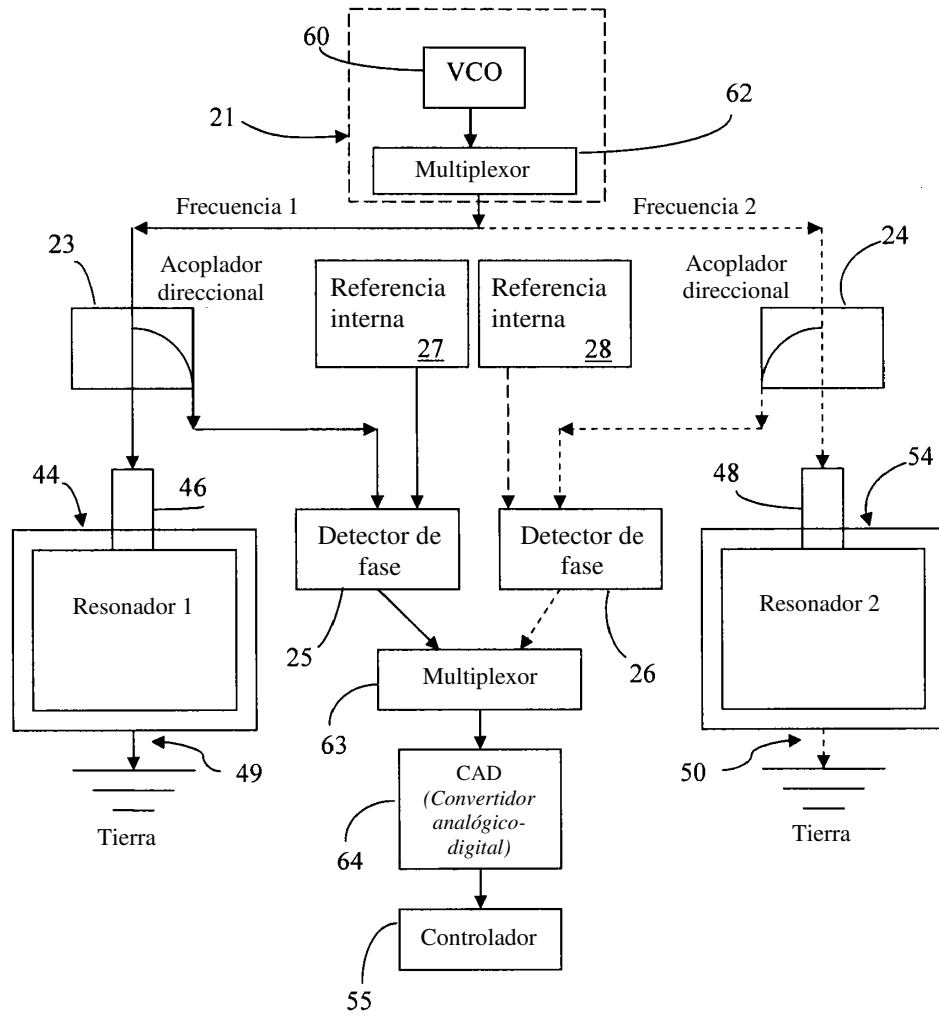 60
VCO
62
21
Multiplexor
Frecuencia 1
Frecuencia 2
23
24
Acoplador
direccional
Referencia
interna
27
Referencia
interna
28
Acoplador
direccional
44
46
48
54
Detector de
fase
Detector de
fase
Resonador 1
Resonador 2
25
26
Multiplexor
63
49
50
CAD
(Convertidor
analógico-
digital)
64
Tierra
Tierra
Controlador
55